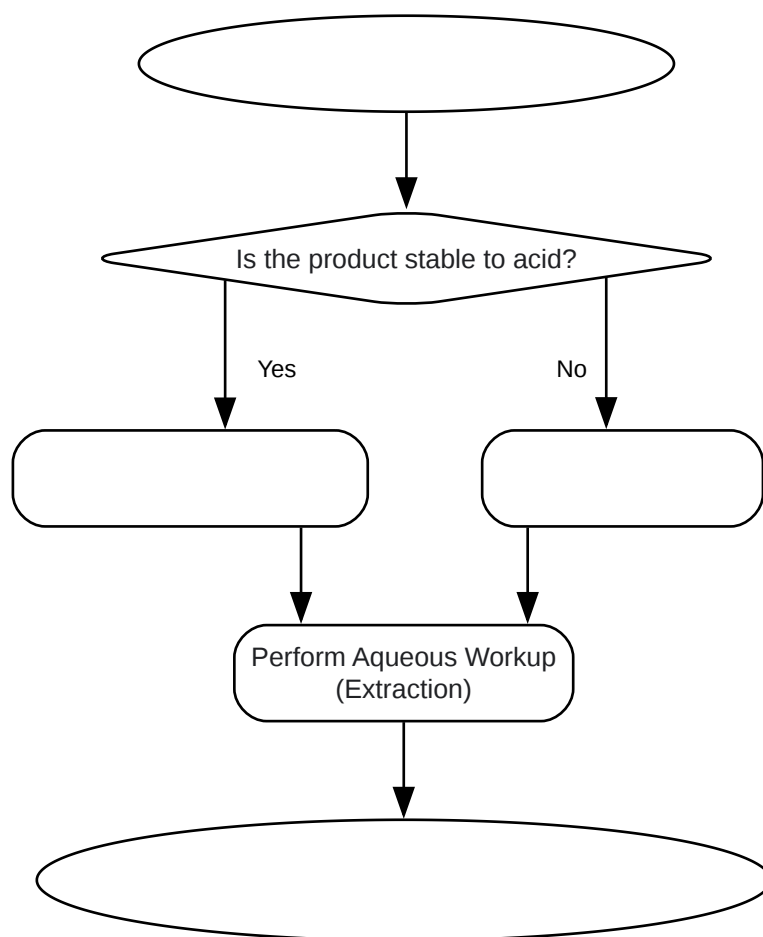 Is the product stable to acid?
Yes
No
Perform Aqueous Workup
(Extraction)